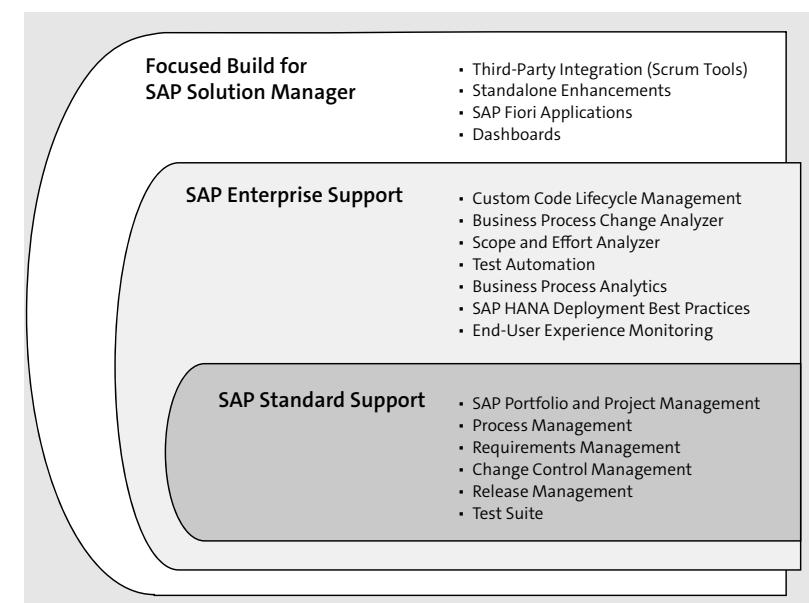 Focused Build for
SAP Solution Manager
▪ Third-Party Integration (Scrum Tools)
▪ Standalone Enhancements
▪ SAP Fiori Applications
▪ Dashboards
SAP Enterprise Support
▪ Custom Code Lifecycle Management
▪ Business Process Change Analyzer
▪ Scope and Effort Analyzer
▪ Test Automation
▪ Business Process Analytics
▪ SAP HANA Deployment Best Practices
▪ End-User Experience Monitoring
SAP Standard Support
▪ SAP Portfolio and Project Management
▪ Process Management
▪ Requirements Management
▪ Change Control Management
▪ Release Management
▪ Test Suite